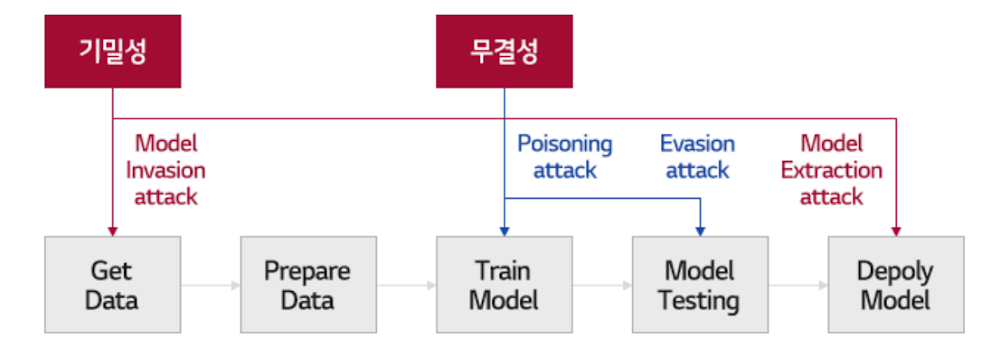 기밀성
무결성
Model
Invasion
attack
Poisoning
attack
Evasion
attack
Model
Extraction
attack
Get
Data
Prepare
Data
Train
Model
Model
Testing
Depoly
Model